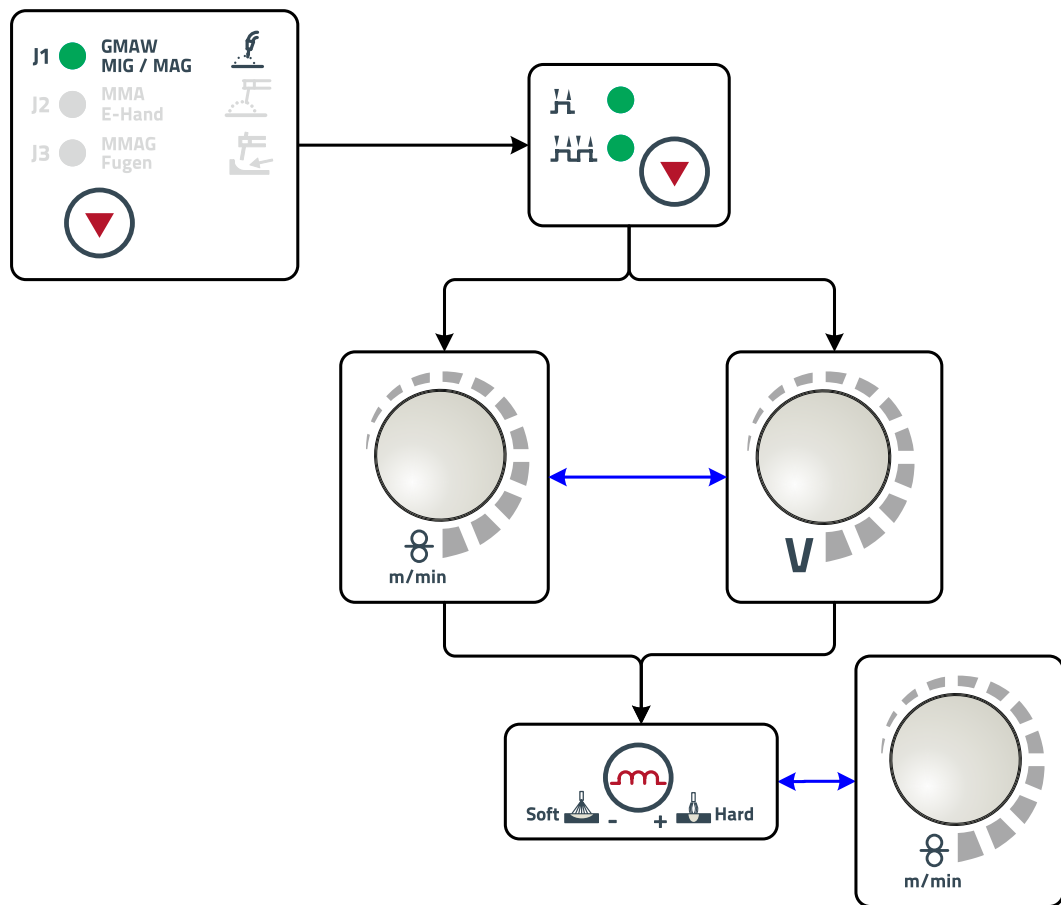 J1 GMAW
MIG / MAG
J2 MMA
E-Hand
J3 MMAG
Fugen
m/min
V
Soft - + Hard
m/min